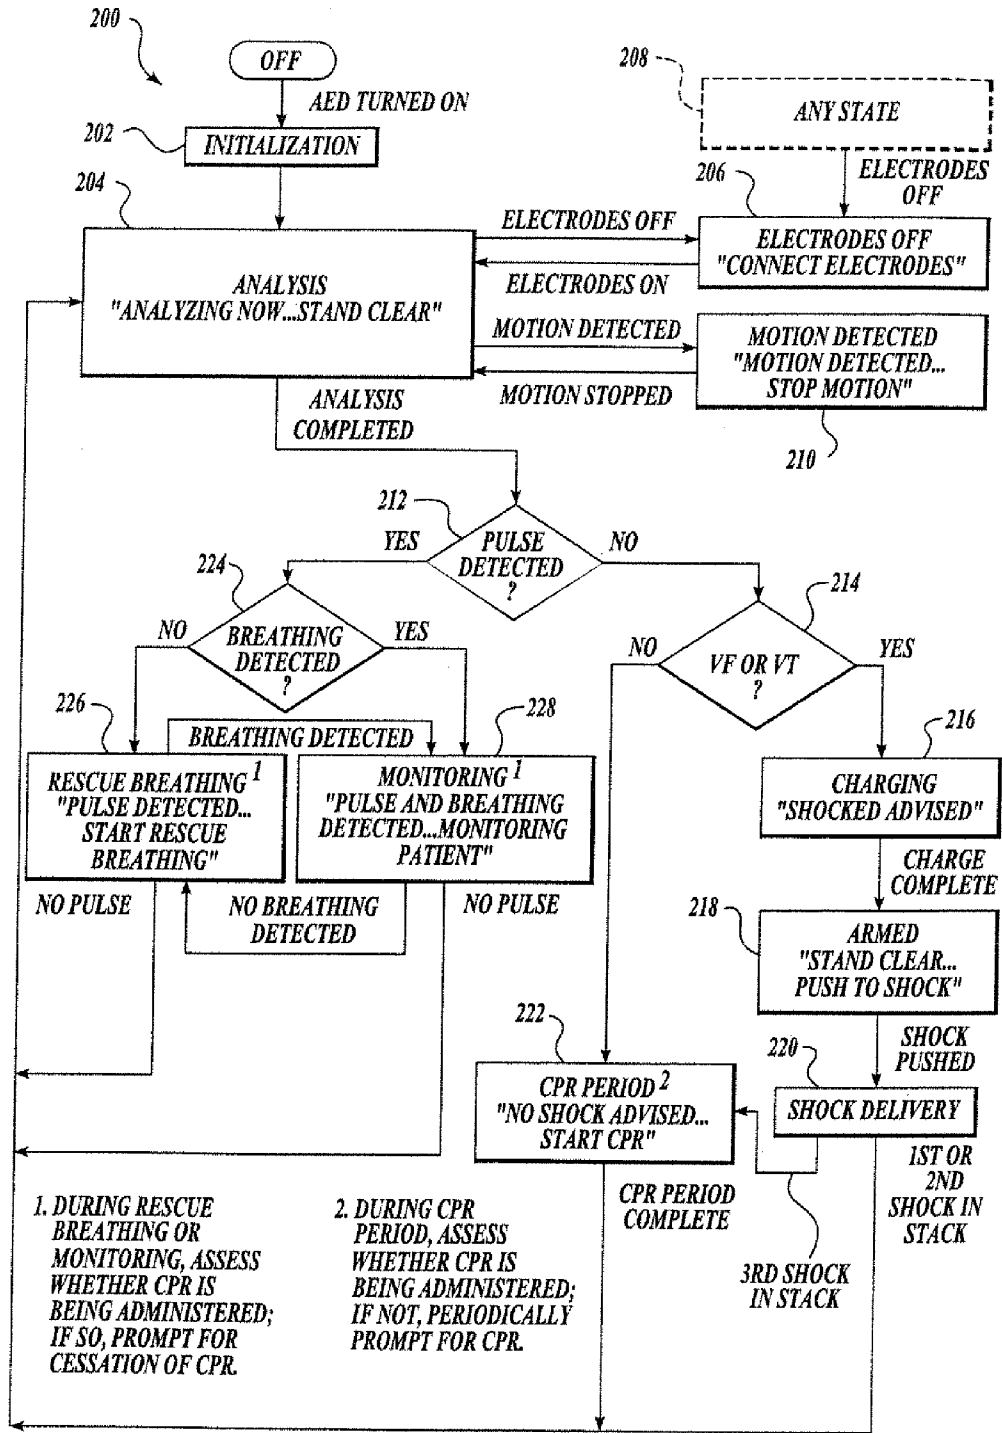 200
OFF
AED TURNED ON
202
INITIALIZATION
208
ANY STATE
204
206
ELECTRODES
OFF
ANALYSIS
"ANALYZING NOW...STAND CLEAR"
ELECTRODES OFF
ELECTRODES ON
ELECTRODES OFF
"CONNECT ELECTRODES"
MOTION DETECTED
MOTION STOPPED
MOTION DETECTED
"MOTION DETECTED...
STOP MOTION"
210
ANALYSIS
COMPLETED
212
PULSE
DETECTED
?
YES
NO
224
BREATHING
DETECTED
?
NO
YES
214
VF OR VT
?
NO
YES
226
BREATHING DETECTED
228
216
RESCUE BREATHING 1
"PULSE DETECTED...
START RESCUE
BREATHING"
MONITORING 1
"PULSE AND BREATHING
DETECTED...MONITORING
PATIENT"
CHARGING
"SHOCKED ADVISED"
NO PULSE
NO BREATHING
DETECTED
NO PULSE
CHARGE
COMPLETE
218
ARMED
"STAND CLEAR...
PUSH TO SHOCK"
SHOCK
PUSHED
222
220
CPR PERIOD 2
"NO SHOCK ADVISED...
START CPR"
SHOCK DELIVERY
CPR PERIOD
COMPLETE
1ST OR
2ND
SHOCK IN
STACK
3RD SHOCK
IN STACK
1. DURING RESCUE
BREATHING OR
MONITORING, ASSESS
WHETHER CPR IS
BEING ADMINISTERED;
IF SO, PROMPT FOR
CESSATION OF CPR.
2. DURING CPR
PERIOD, ASSESS
WHETHER CPR IS
BEING ADMINISTERED;
IF NOT, PERIODICALLY
PROMPT FOR CPR.